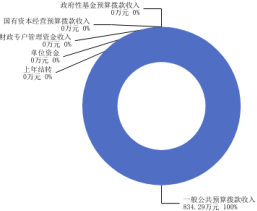 政府性基金预算拨款收入
0万元 0%
国有资本经营预算拨款收入
0万元 0%
财政专户管理资金收入
0万元 0%
单位资金
0万元 0%
上年结转
0万元 0%
一般公共预算拨款收入
834.29万元 100%